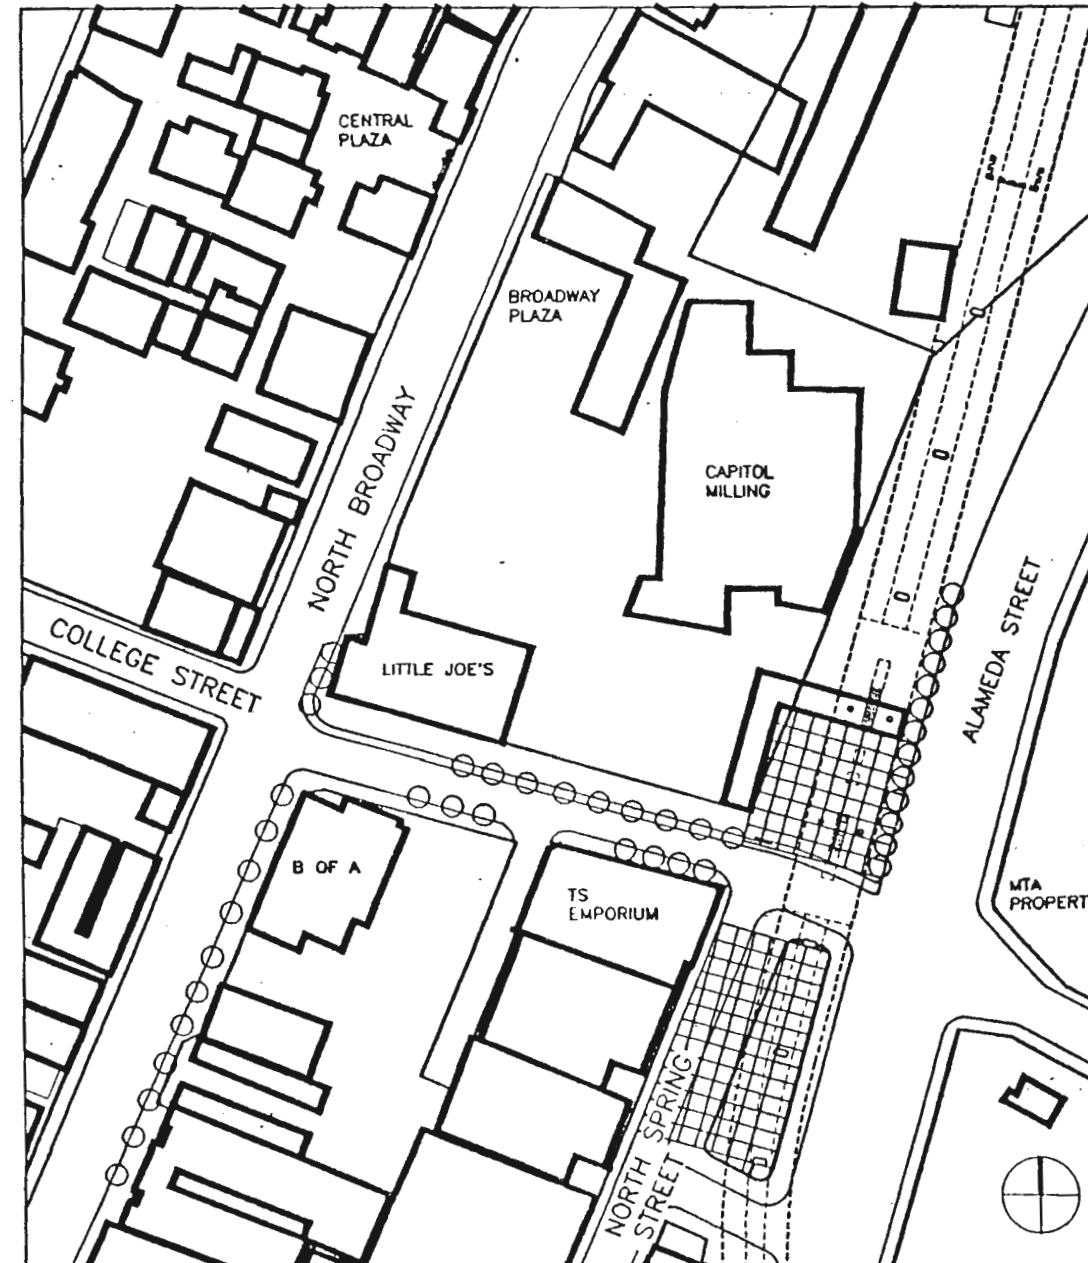 CENTRAL
PLAZA
BROADWAY
PLAZA
CAPITOL
MILLING
NORTH BROADWAY
COLLEGE STREET
LITTLE JOE'S
ALAMEDA STREET
B OF A
TS
EMPORIUM
MTA
PROPERT
NORTH SPRING
STREET